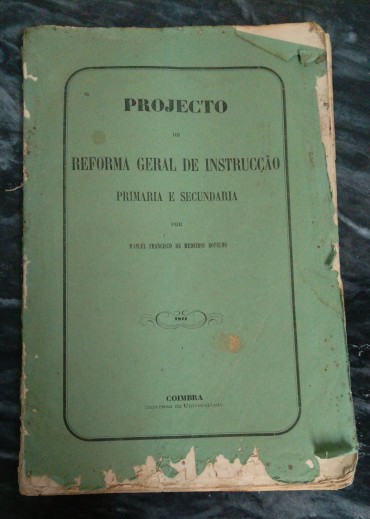 PROJECTO
DE
REFORMA GERAL DE INSTRUCÇÃO
PRIMARIA E SECUNDARIA
POR
MANUEL FRANCISCO DE MEDEIROS BOTELHO
COIMBRA
IMPRENSA DA UNIVERSIDADE